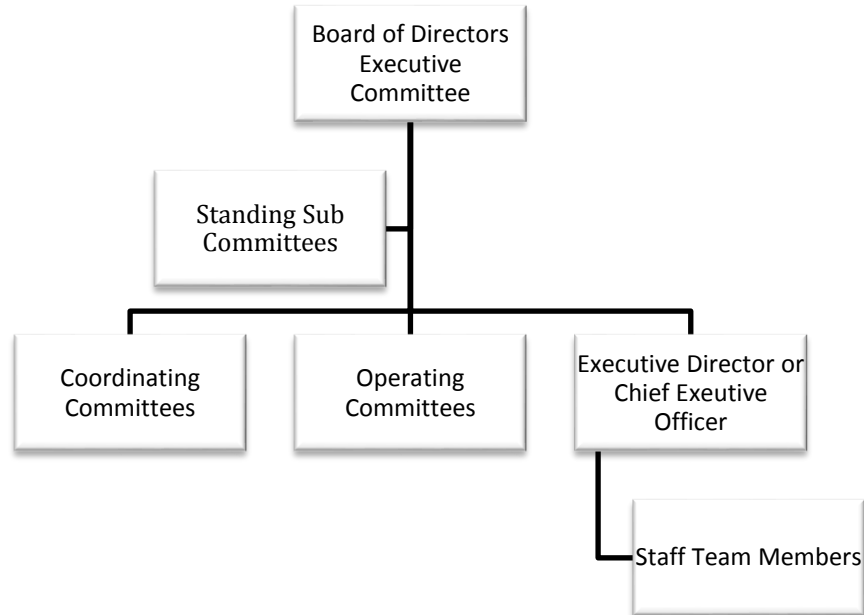 Board of Directors
Executive
Committee
Standing Sub
Committees
Coordinating
Committees
Operating
Committees
Executive Director or
Chief Exeutive
Officer
Staff Team Members